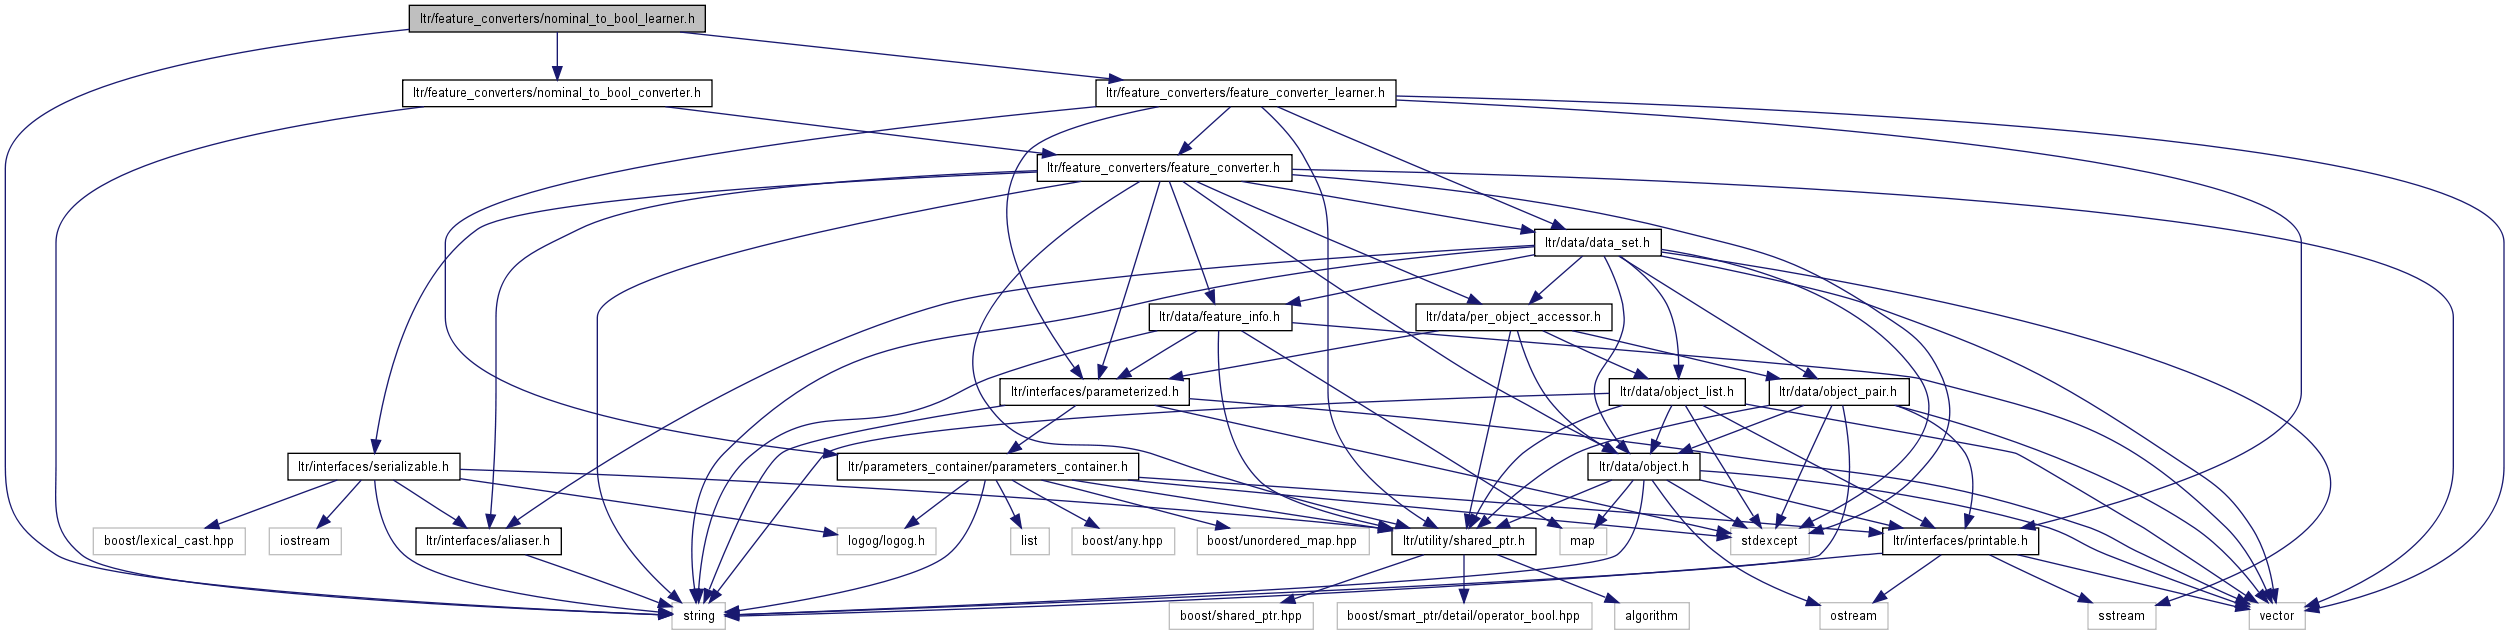 ltr/feature_converters/nominal_to_bool_learner.h
ltr/feature_converters/nominal_to_bool_converter.h
ltr/feature_converters/feature_converter_learner.h
ltr/feature_converters/feature_converter.h
ltr/data/data_set.h
ltr/data/feature_info.h
ltr/data/per_object_accessor.h
ltr/interfaces/parameterized.h
ltr/data/object_list.h
ltr/data/object_pair.h
ltr/interfaces/serializable.h
ltr/parameters_container/parameters_container.h
ltr/data/object.h
boost/lexical_cast.hpp
iostream
ltr/interfaces/aliaser.h
logog/logog.h
list
boost/any.hpp
boost/unordered_map.hpp
ltr/utility/shared_ptr.h
map
stdexcept
ltr/interfaces/printable.h
string
boost/shared_ptr.hpp
boost/smart_ptr/detail/operator_bool.hpp
algorithm
ostream
sstream
vector